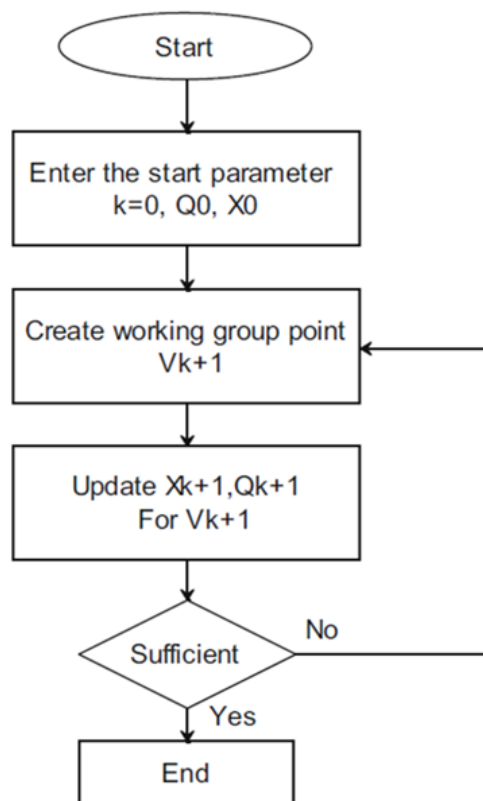 Start
Enter the start parameter
k=0, Q0, X0
Create working group point
Vk+1
Update Xk+1,Qk+1
For Vk+1
Sufficient
No
Yes
End